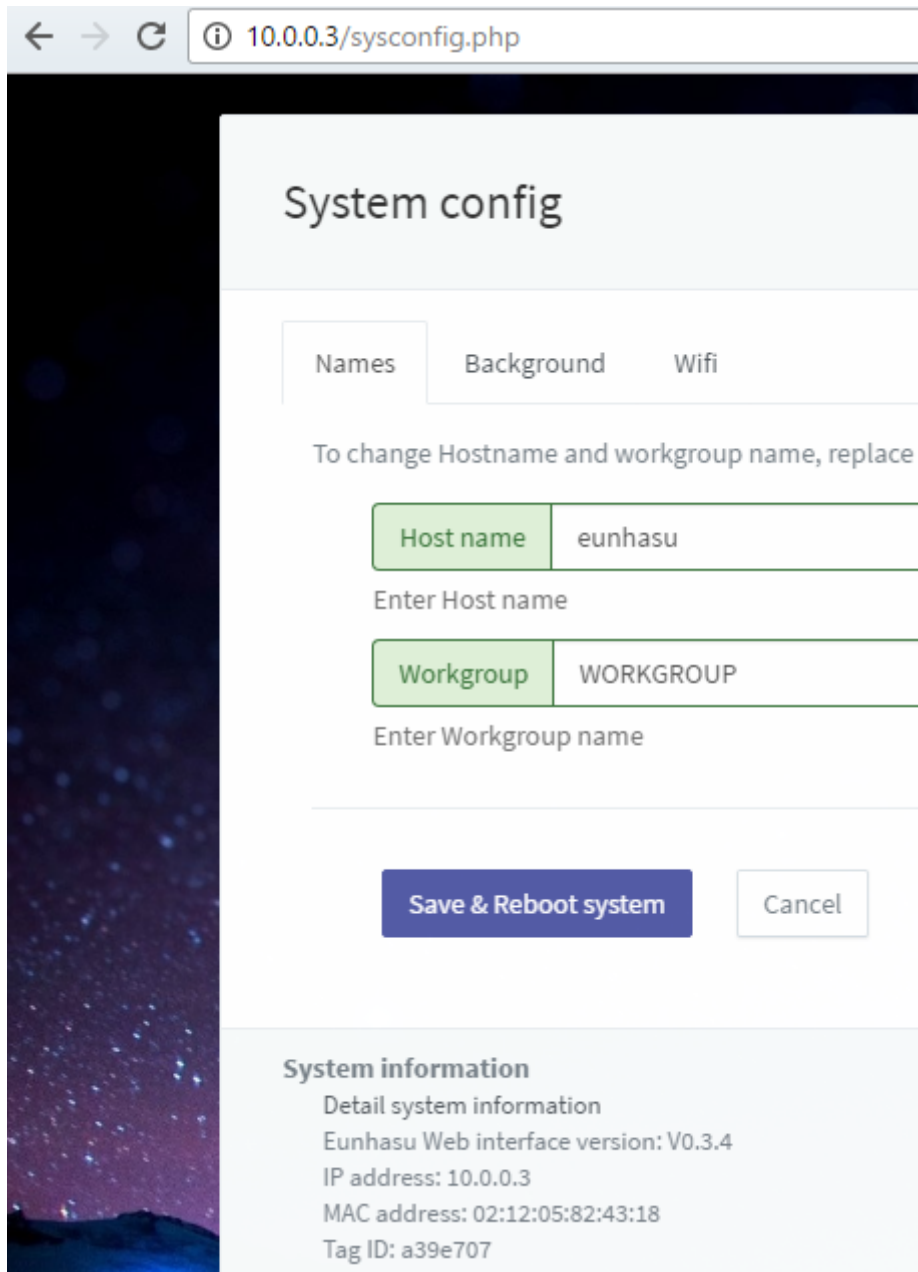 10.0.0.3/sysconfig.php
System config
Names Background Wifi
To change Hostname and workgroup name, replace
Host name eunhasu
Enter Host name
Workgroup WORKGROUP
Enter Workgroup name
Save & Reboot system Cancel
System information
Detail system information
Eunhasu Web interface version: V0.3.4
IP address: 10.0.0.3
MAC address: 02:12:05:82:43:18
Tag ID: a39e707